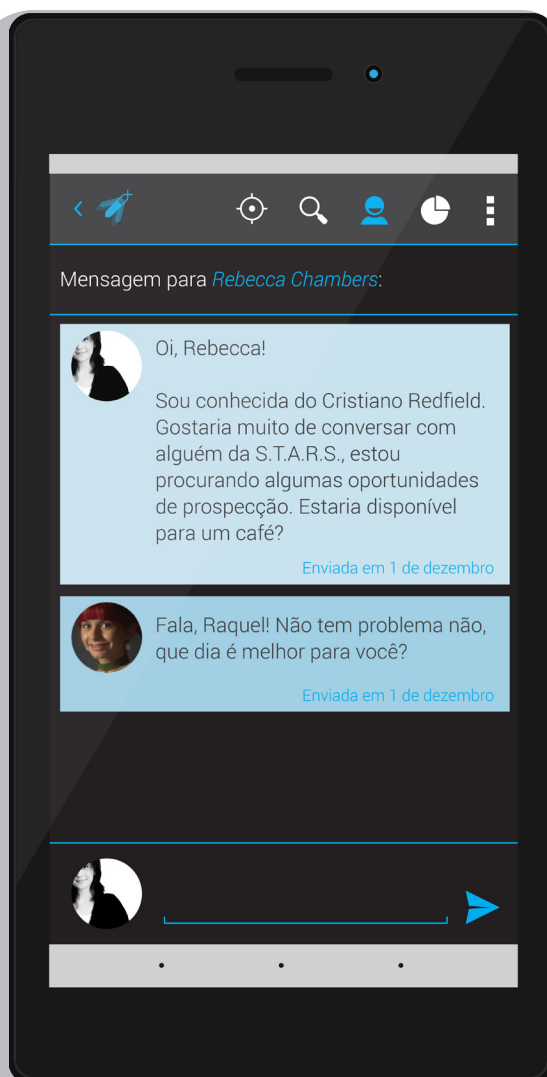 Mensagem para Rebecca Chambers:
Oi, Rebecca!
Sou conhecida do Cristiano Redfield.
Gostaria muito de conversar com
alguém da S.T.A.R.S., estou
procurando algumas oportunidades
de prospecção. Estaria disponível
para um café?
Enviada em 1 de dezembro
Fala, Raquel! Não tem problema não,
que dia é melhor para você?
Enviada em 1 de dezembro